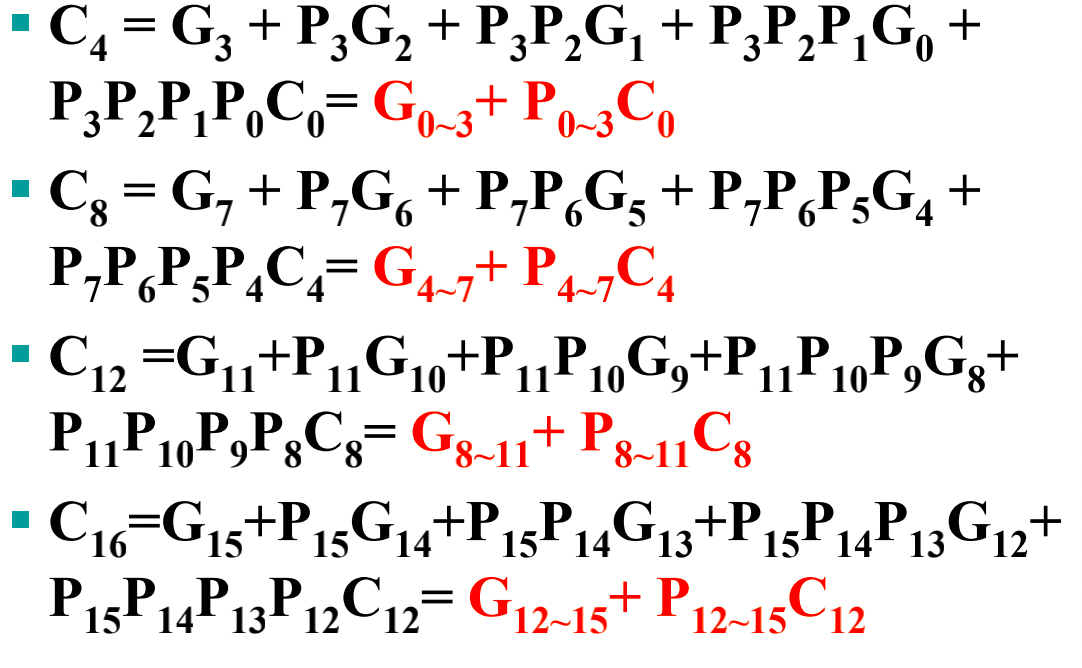 ▪ C₄ = G₃ + P₃G₂ + P₃P₂G₁ + P₃P₂P₁G₀ +
P₃P₂P₁P₀C₀= G₀~₃+ P₀~₃C₀
▪ C₈ = G₇ + P₇G₆ + P₇P₆G₅ + P₇P₆P₅G₄ +
P₇P₆P₅P₄C₄= G₄~₇+ P₄~₇C₄
▪ C₁₂ =G₁₁+P₁₁G₁₀+P₁₁P₁₀G₉+P₁₁P₁₀P₉G₈+
P₁₁P₁₀P₉P₈C₈= G₈~₁₁+ P₈~₁₁C₈
▪ C₁₆=G₁₅+P₁₅G₁₄+P₁₅P₁₄G₁₃+P₁₅P₁₄P₁₃G₁₂+
P₁₅P₁₄P₁₃P₁₂C₁₂= G₁₂~₁₅+ P₁₂~₁₅C₁₂